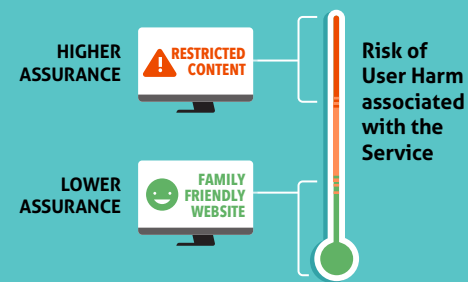 HIGHER
ASSURANCE
RESTRICTED
CONTENT
Risk of
User Harm
associated
with the
Service
LOWER
ASSURANCE
FAMILY
FRIENDLY
WEBSITE